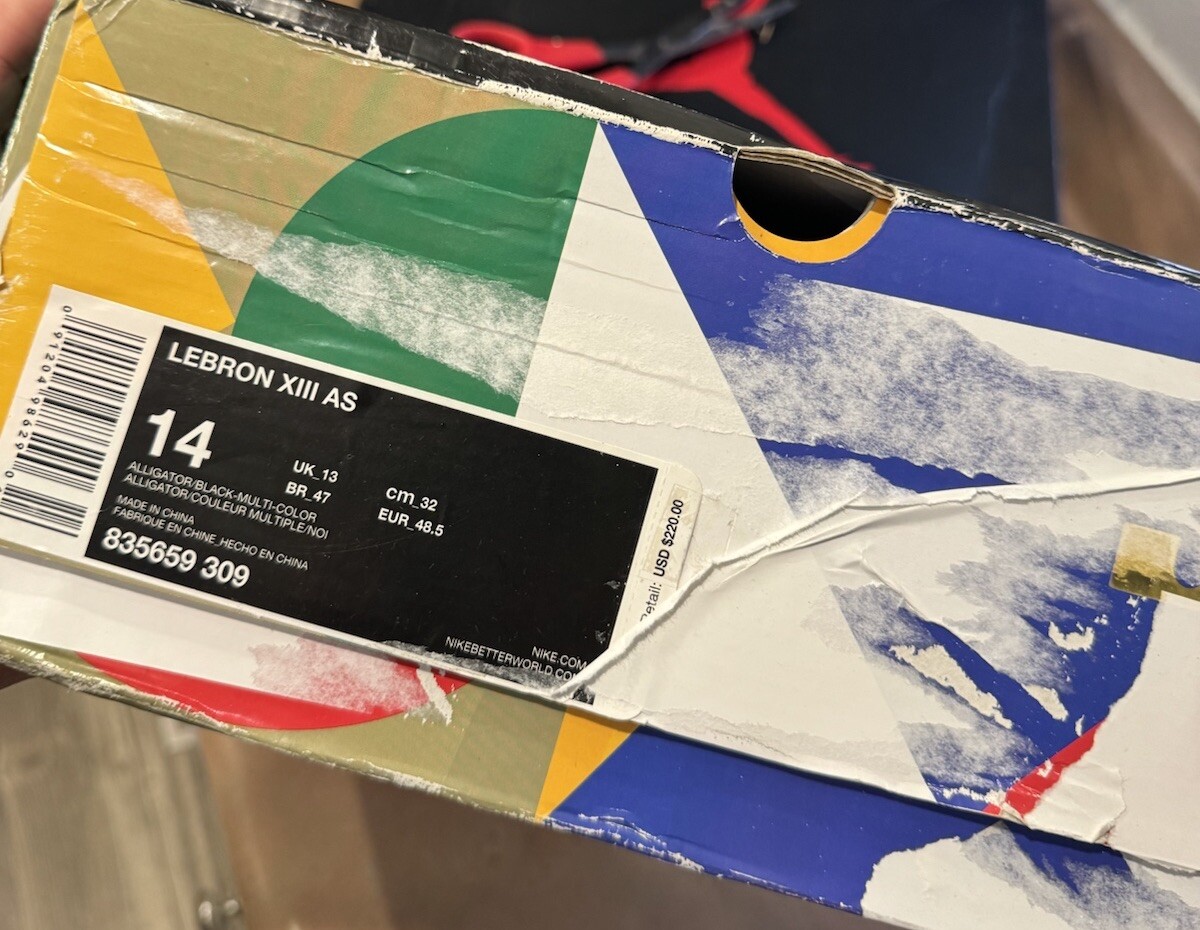 LEBRON XIII AS
14
UK_13
BR_47
cm_32
EUR_48.5
ALLIGATOR/BLACK-MULTI-COLOR
ALLIGATOR/COULEUR MULTIPLE/NOI
MADE IN CHINA
FABRIQUE EN CHINE_HECHO EN CHINA
835659 309
NIKE.COM
NIKEBETTERWORLD.COM
USD $220.00